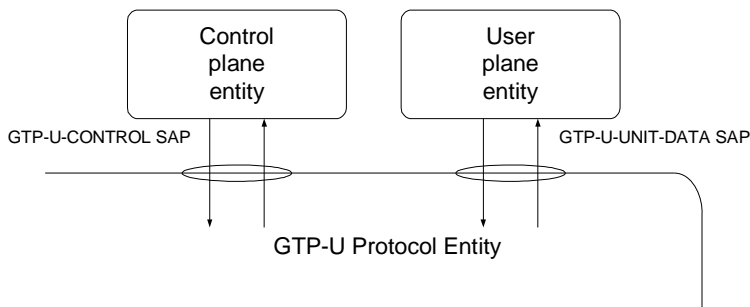 Control
plane
entity
User
plane
entity
GTP-U-CONTROL SAP
GTP-U-UNIT-DATA SAP
GTP-U Protocol Entity